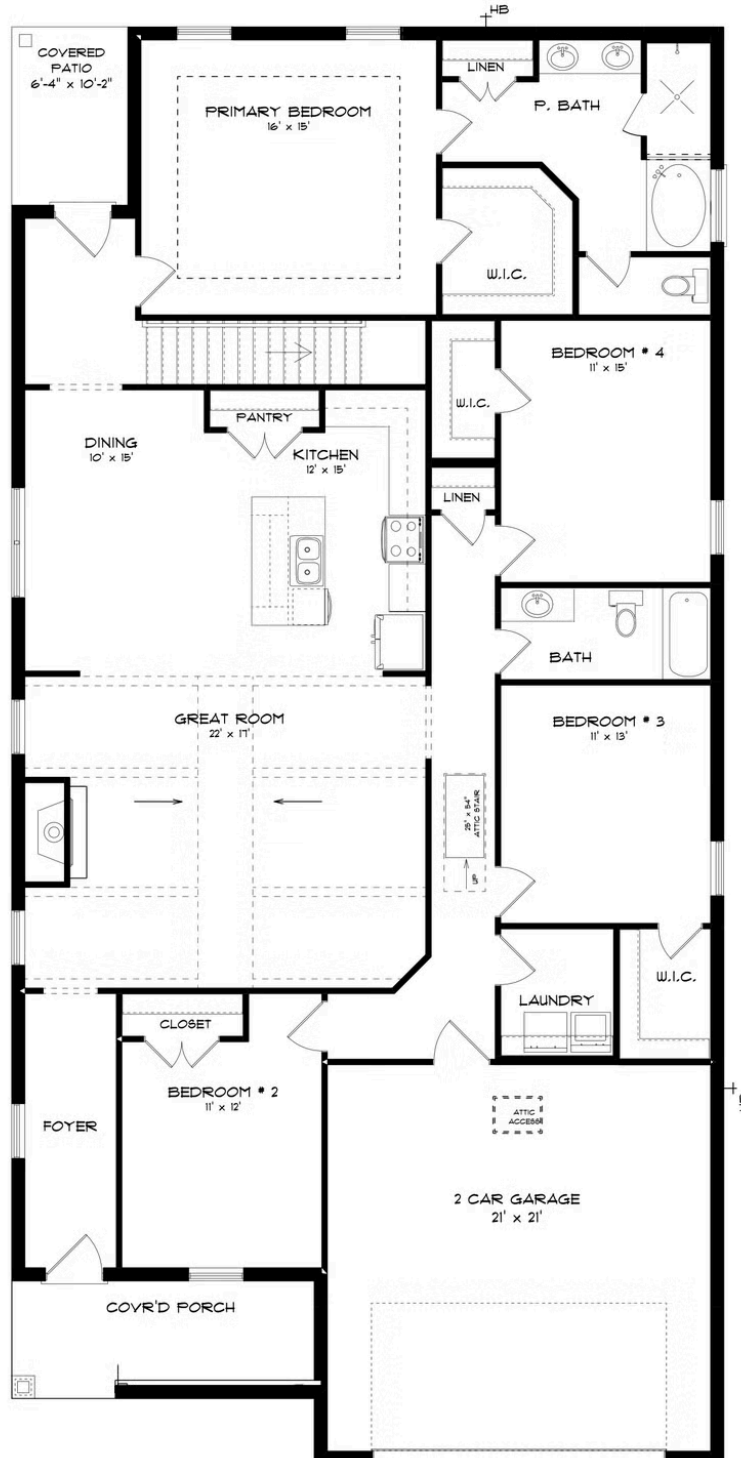 HB
COVERED
PATIO
6'-4" x 10'-2"
PRIMARY BEDROOM
16' x 15'
LINEN
P. BATH
W.I.C.
BEDROOM # 4
11' x 15'
W.I.C.
PANTRY
DINING
10' x 15'
KITCHEN
12' x 15'
LINEN
BATH
GREAT ROOM
22' x 17'
BEDROOM # 3
11' x 13'
25" x 54"
ATTIC STAIR
UP
W.I.C.
LAUNDRY
CLOSET
BEDROOM # 2
11' x 12'
FOYER
ATTIC
ACCESS
2 CAR GARAGE
21' x 21'
COVR'D PORCH